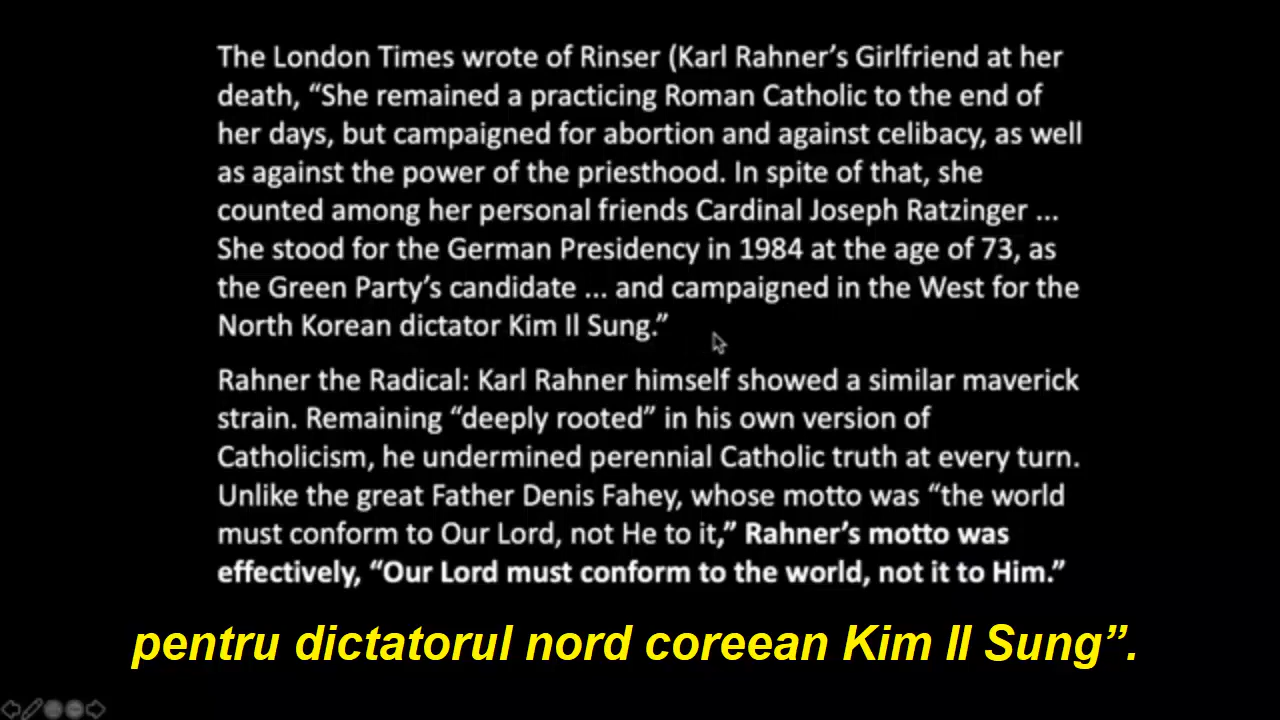 The London Times wrote of Rinser (Karl Rahner’s Girlfriend at her
death, “She remained a practicing Roman Catholic to the end of
her days, but campaigned for abortion and against celibacy, as well
as against the power of the priesthood. In spite of that, she
counted among her personal friends Cardinal Joseph Ratzinger ...
She stood for the German Presidency in 1984 at the age of 73, as
the Green Party’s candidate ... and campaigned in the West for the
North Korean dictator Kim Il Sung.”
Rahner the Radical: Karl Rahner himself showed a similar maverick
strain. Remaining “deeply rooted” in his own version of
Catholicism, he undermined perennial Catholic truth at every turn.
Unlike the great Father Denis Fahey, whose motto was “the world
must conform to Our Lord, not He to it,” Rahner’s motto was
effectively, “Our Lord must conform to the world, not it to Him.”
pentru dictatorul nord coreean Kim Il Sung”.